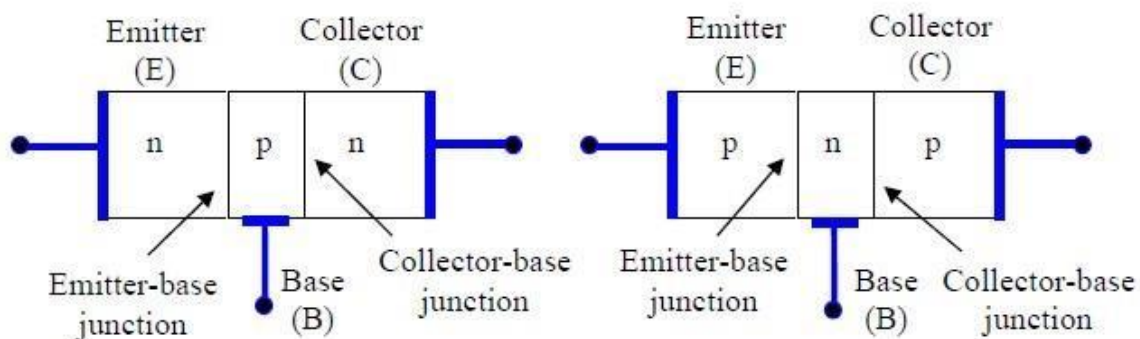 Emitter
(E)
Collector
(C)
n
p
n
Emitter-base
junction
Base
(B)
Collector-base
junction
Emitter
(E)
Collector
(C)
p
n
p
Emitter-base
junction
Base
(B)
Collector-base
junction